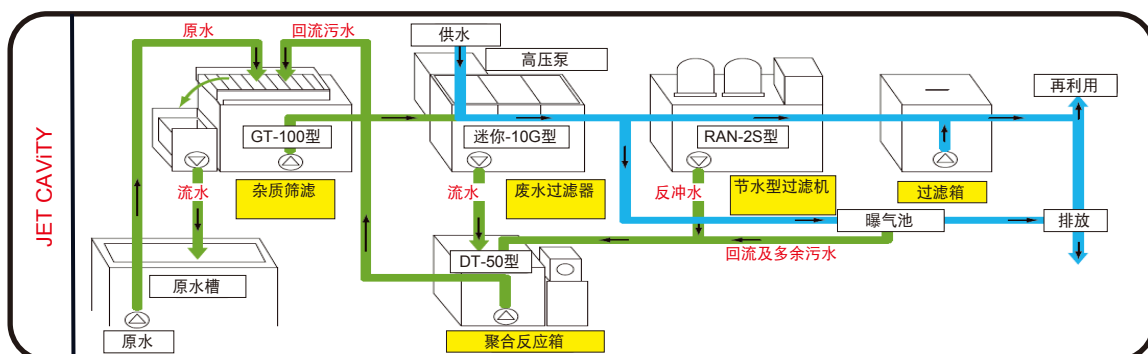 JET CAViTY
原水
回流污水
供水
高压泵
再利用
GT-100型
迷你-10G型
RAN-2S型
杂质筛滤
废水过滤器
节水型过滤机
过滤箱
流水
流水
反冲水
曝气池
排放
DT-50型
回流及多余污水
原水槽
原水
聚合反应箱